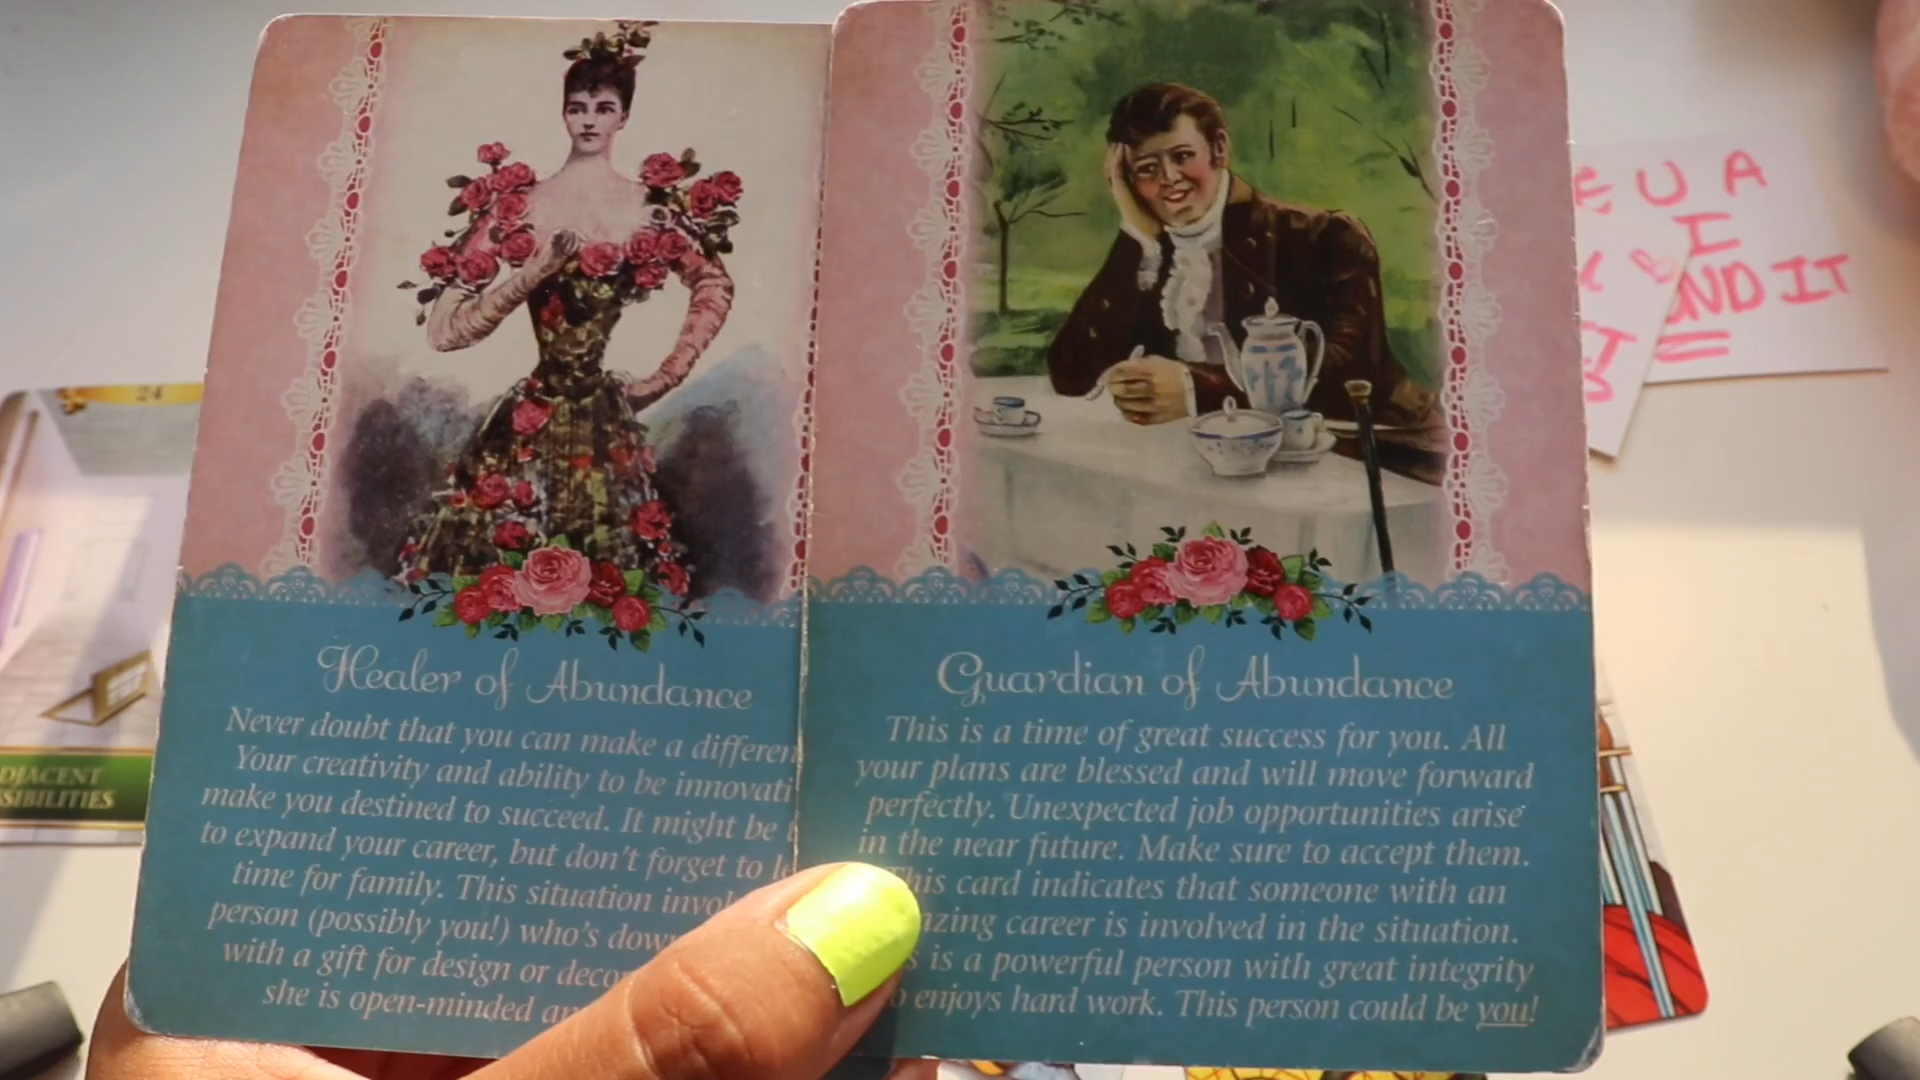 Healer of Abundance
Never doubt that you can make a differen
Your creativity and ability to be innovati
make you destined to succeed. It might be
to expand your career, but don't forget to le
time for family. This situation invol
person (possibly you!) who's dow
with a gift for design or deco
she is open-minded an
Guardian of Abundance
This is a time of great success for you. All
your plans are blessed and will move forward
perfectly. Unexpected job opportunities arise
in the near future. Make sure to accept them.
This card indicates that someone with an
azing career is involved in the situation.
s is a powerful person with great integrity
o enjoys hard work. This person could be you!
24
DJACENT
SIBILITIES
E U A
I
ND IT